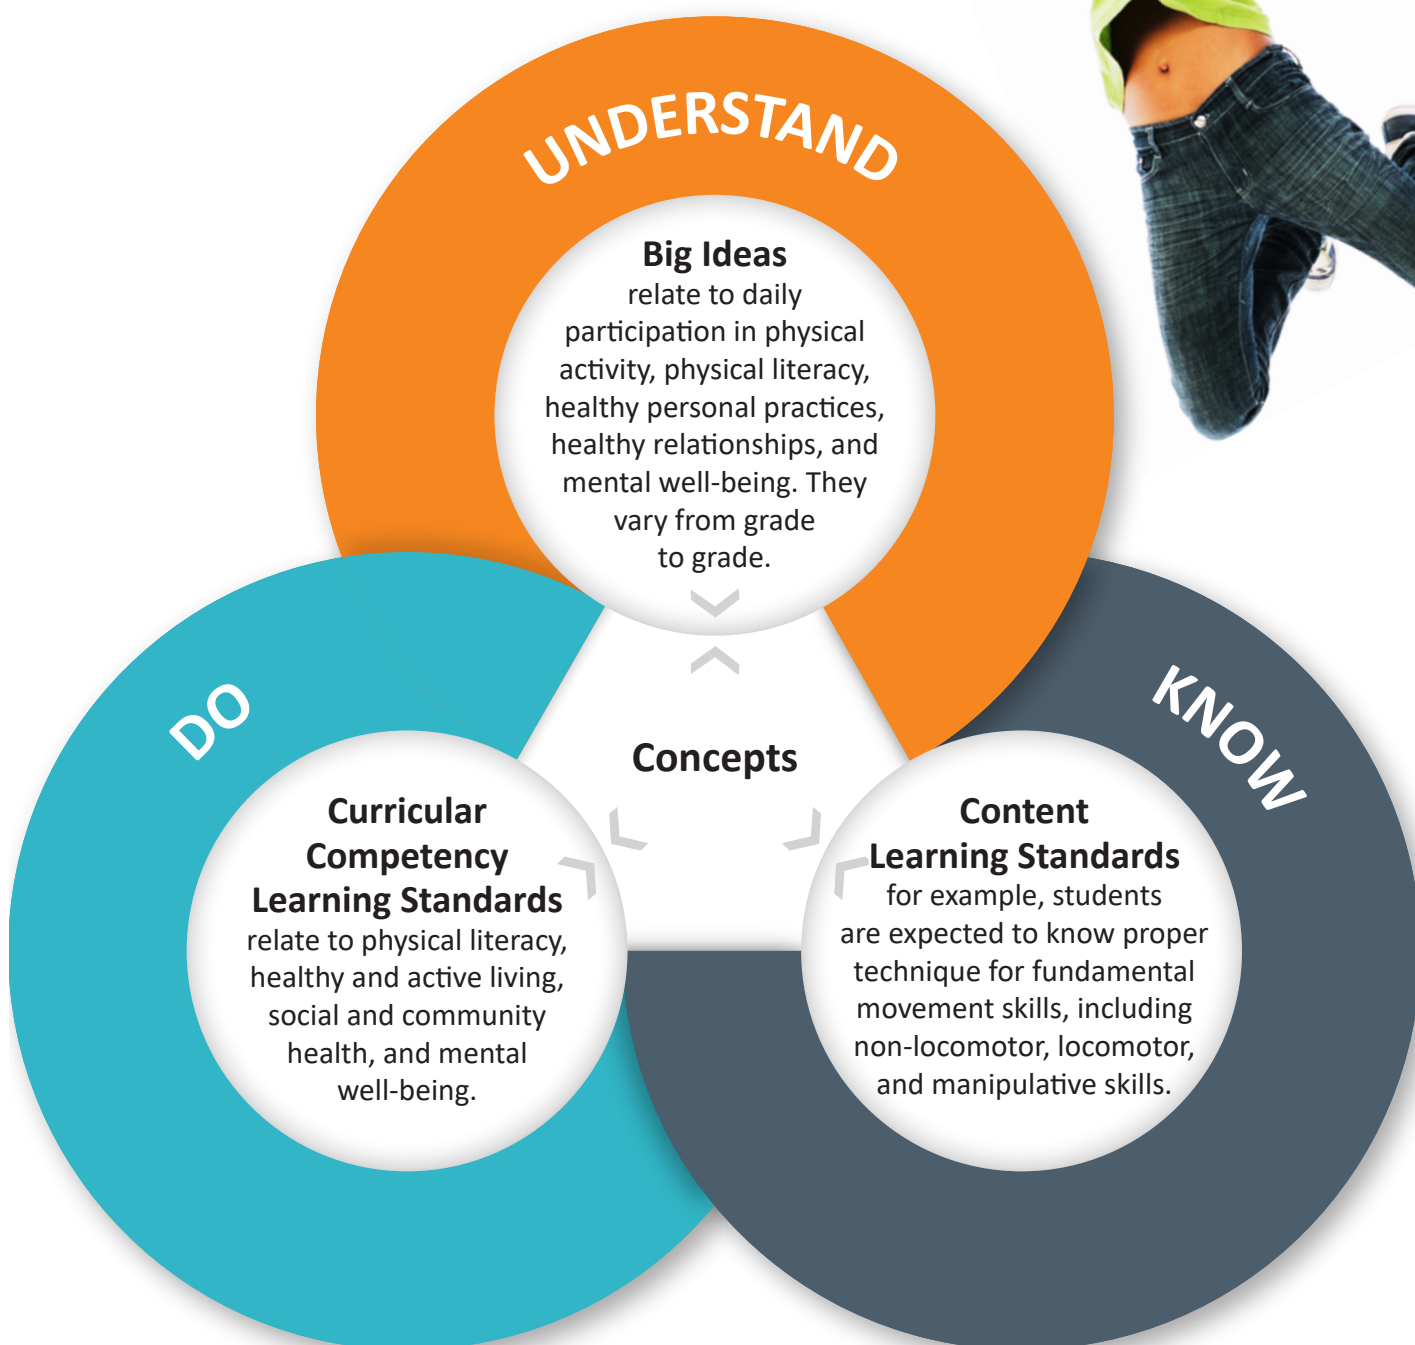 UNDERSTAND
Big Ideas
relate to daily
participation in physical
activity, physical literacy,
healthy personal practices,
healthy relationships, and
mental well-being. They
vary from grade
to grade.
DO
Curricular
Competency
Learning Standards
relate to physical literacy,
healthy and active living,
social and community
health, and mental
well-being.
Concepts
KNOW
Content
Learning Standards
for example, students
are expected to know proper
technique for fundamental
movement skills, including
non-locomotor, locomotor,
and manipulative skills.